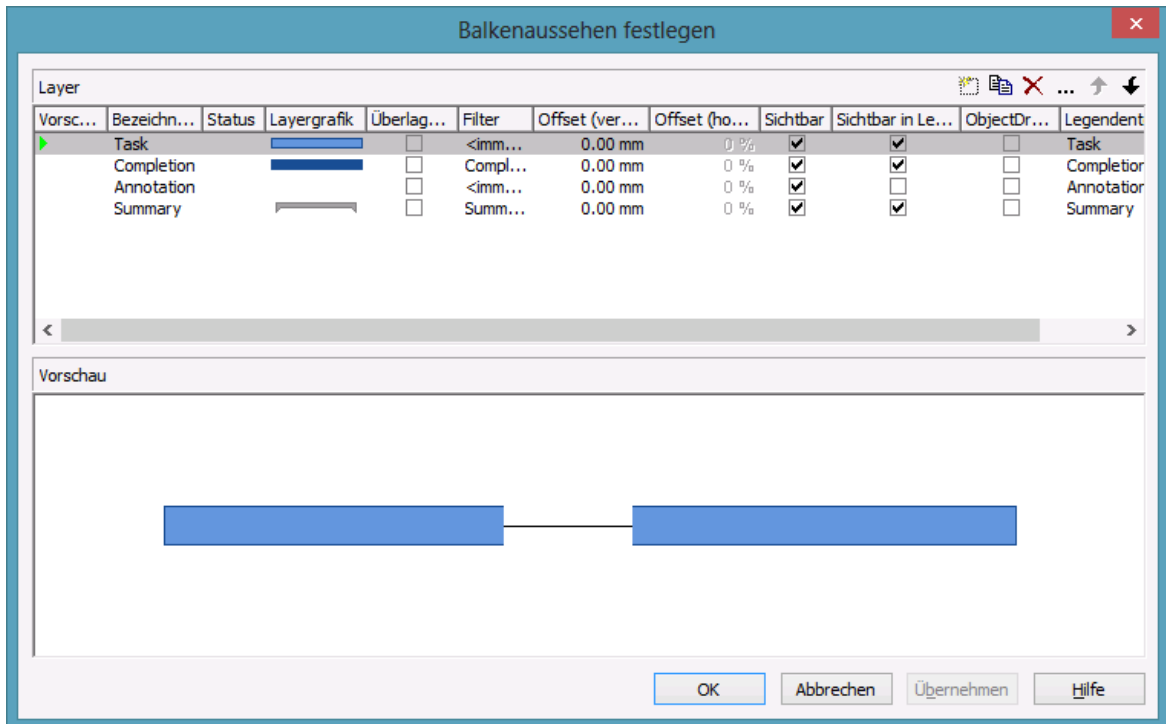 Balkenaussehen festlegen
Layer
Vorsc... Bezeichn... Status Layergrafik Überlag... Filter Offset (ver... Offset (ho... Sichtbar Sichtbar in Le... ObjectDr... Legendent
Task <imm... 0.00 mm 0 % Task
Completion Compl... 0.00 mm 0 % Completion
Annotation <imm... 0.00 mm 0 % Annotation
Summary Summ... 0.00 mm 0 % Summary
Vorschau
OK Abbrechen Übernehmen Hilfe